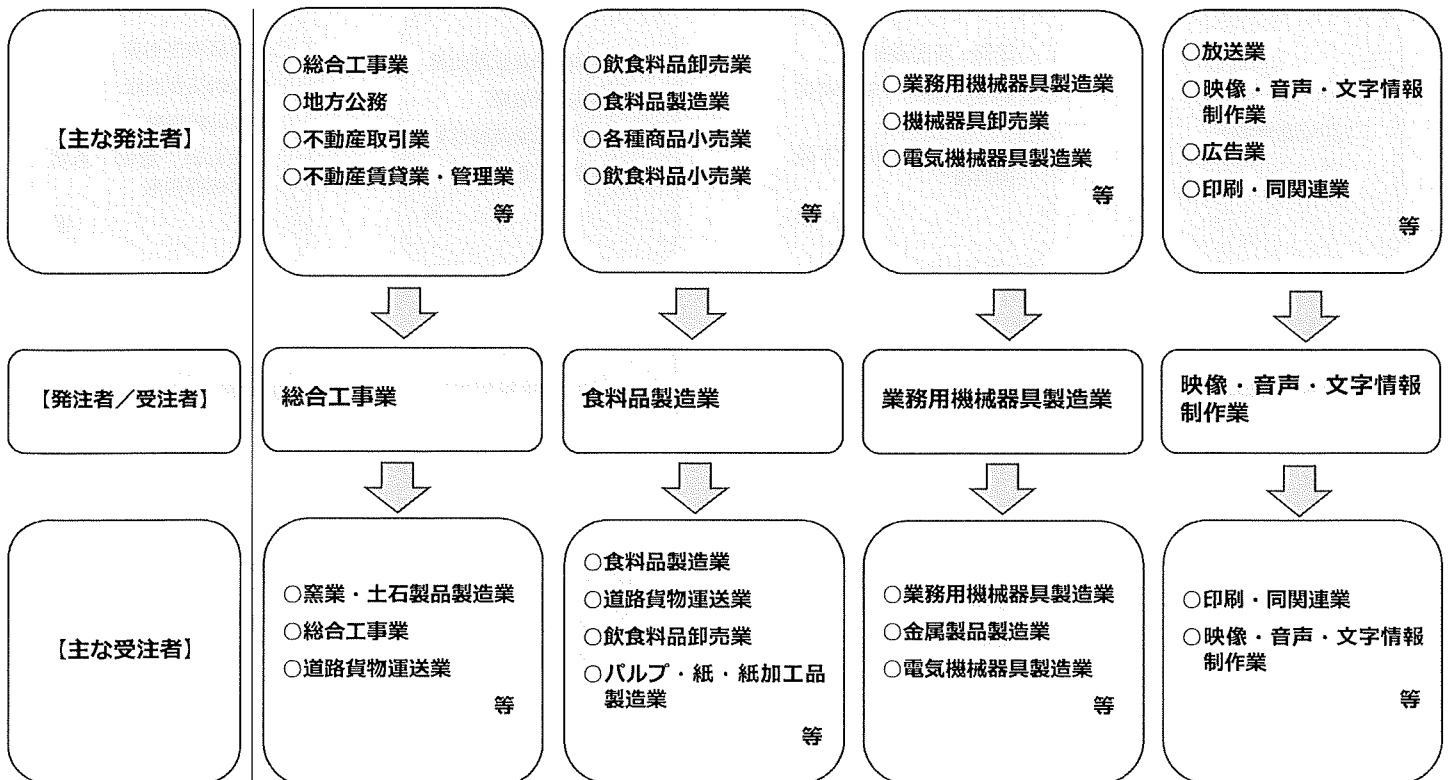 【主な発注者】
○総合工事業
○地方公務
○不動産取引業
○不動産賃貸業・管理業
等
○飲食料品卸売業
○食料品製造業
○各種商品小売業
○飲食料品小売業
等
○業務用機械器具製造業
○機械器具卸売業
○電気機械器具製造業
等
○放送業
○映像・音声・文字情報
制作業
○広告業
○印刷・同関連業
等
【発注者／受注者】
総合工事業
食料品製造業
業務用機械器具製造業
映像・音声・文字情報
制作業
【主な受注者】
○窯業・土石製品製造業
○総合工事業
○道路貨物運送業
等
○食料品製造業
○道路貨物運送業
○飲食料品卸売業
○パルプ・紙・紙加工品
製造業
等
○業務用機械器具製造業
○金属製品製造業
○電気機械器具製造業
等
○印刷・同関連業
○映像・音声・文字情報
制作業
等